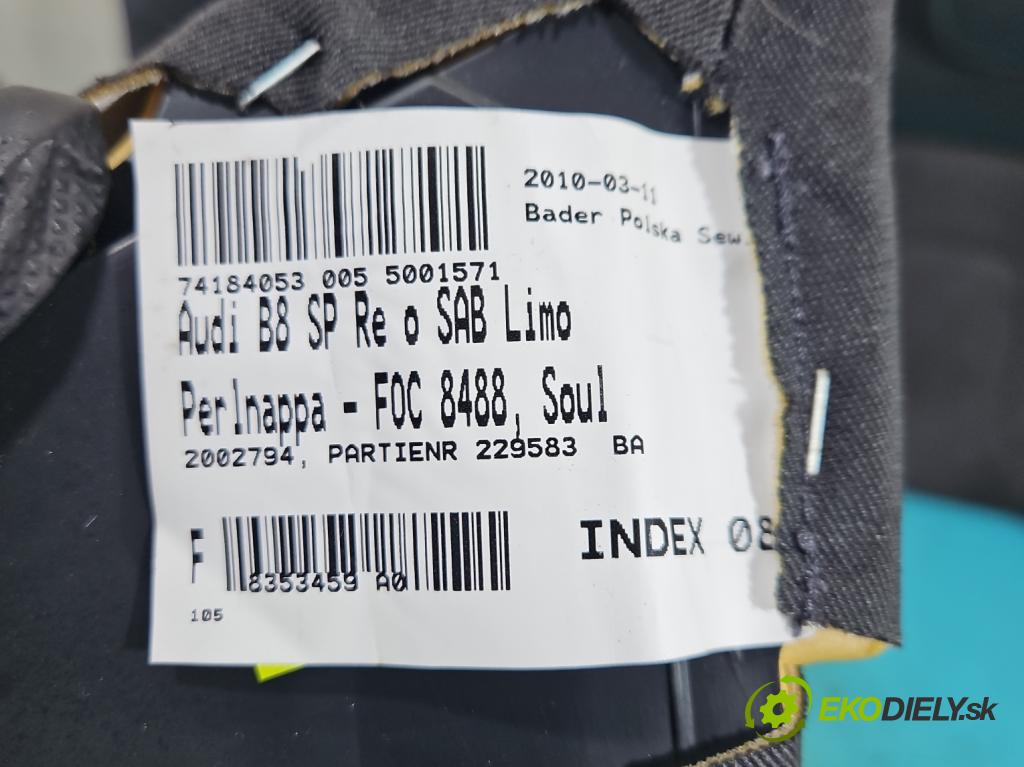 2010-03-11
Bader Polska Sew.
74184053 005 5001571
Audi B8 SP Re o SAB Limo
Perlnappa - FOC 8488, Soul
2002794, PARTIENR 229583 BA
F
8353459 A0
INDEX 08
105
EKODIELY.sk